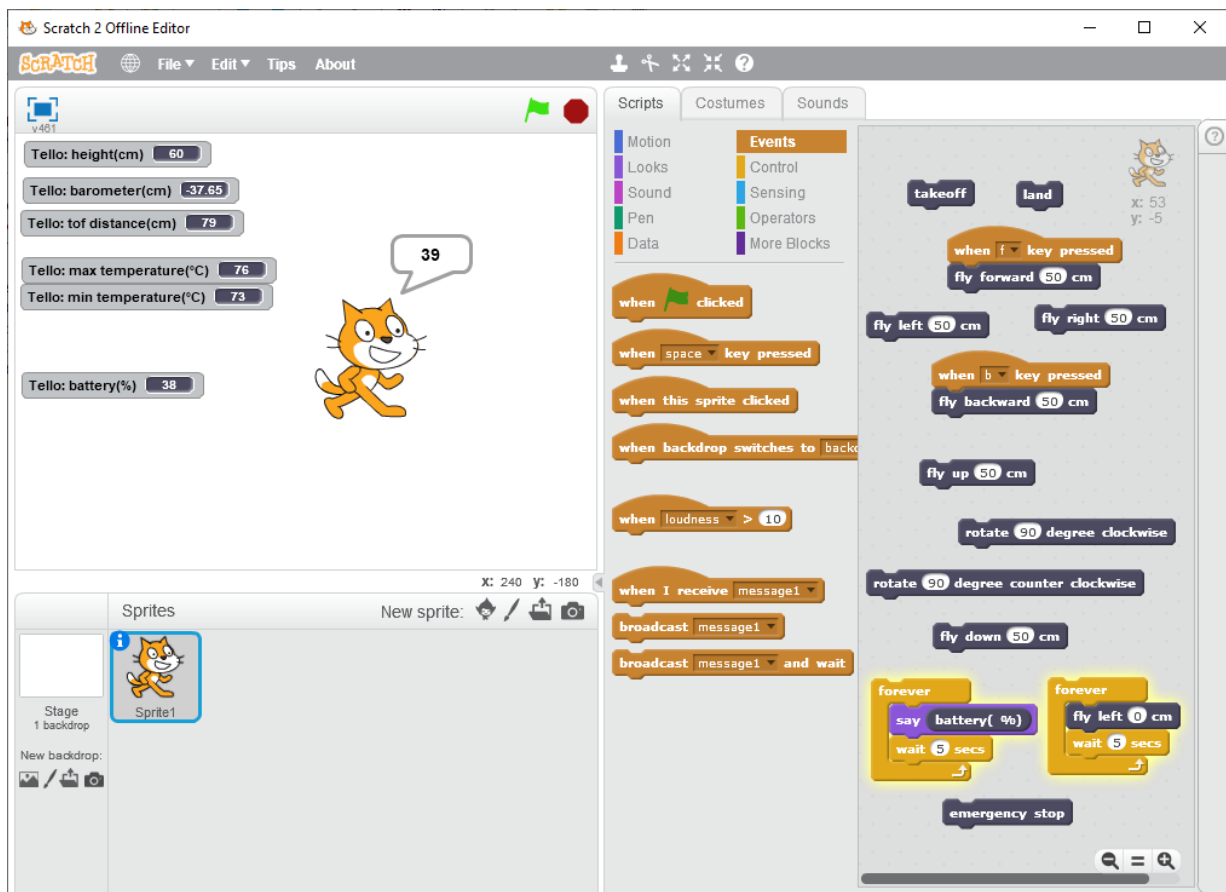 Scratch 2 Offline Editor
SCRATCH File Edit Tips About
v461
Tello: height(cm) 60
Tello: barometer(cm) -37.65
Tello: tof distance(cm) 79
Tello: max temperature(°C) 76
Tello: min temperature(°C) 73
Tello: battery(%) 38
39
x: 240 y: -180
Sprites New sprite:
Stage
1 backdrop
New backdrop:
Sprite1
Scripts Costumes Sounds
Motion Events
Looks Control
Sound Sensing
Pen Operators
Data More Blocks
when clicked
when space key pressed
when this sprite clicked
when backdrop switches to backd
when loudness > 10
when I receive message1
broadcast message1
broadcast message1 and wait
takeoff land
x: 53
y: -5
when f key pressed
fly forward 50 cm
fly left 50 cm
fly right 50 cm
when b key pressed
fly backward 50 cm
fly up 50 cm
rotate 90 degree clockwise
rotate 90 degree counter clockwise
fly down 50 cm
forever
say battery( %)
wait 5 secs
forever
fly left 0 cm
wait 5 secs
emergency stop